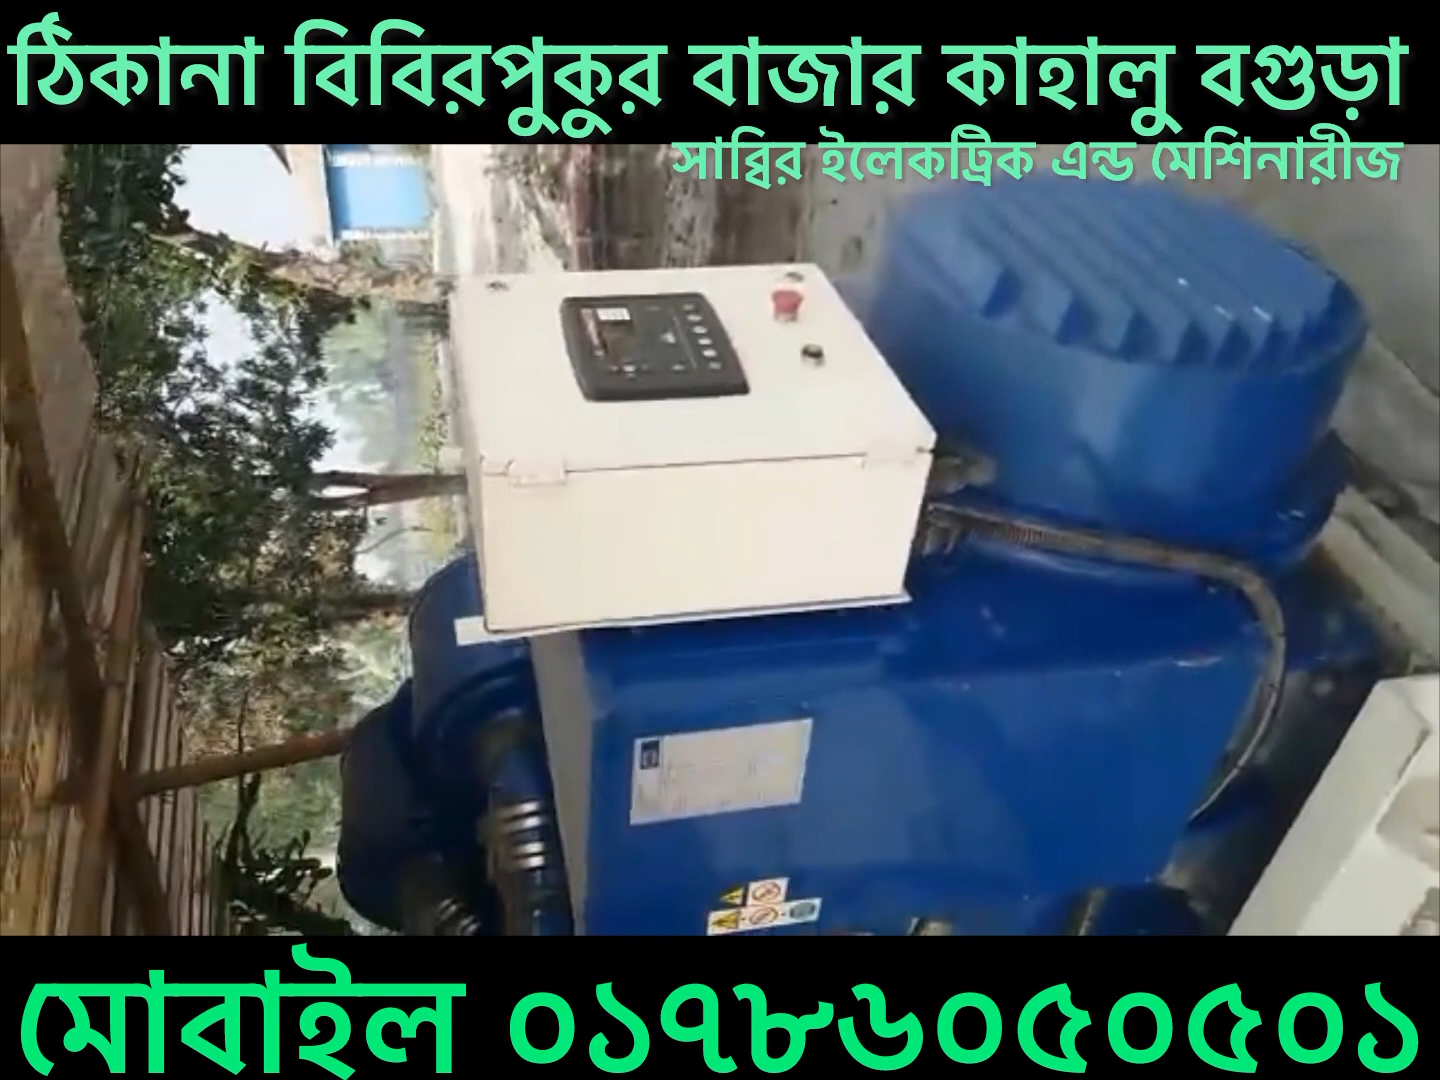 ঠিকানা বিবিরপুকুর বাজার কাহালু বগুড়া
সাব্বির ইলেকট্রিক এন্ড মেশিনারীজ
মোবাইল ০১৭৮৬০৫০৫০১